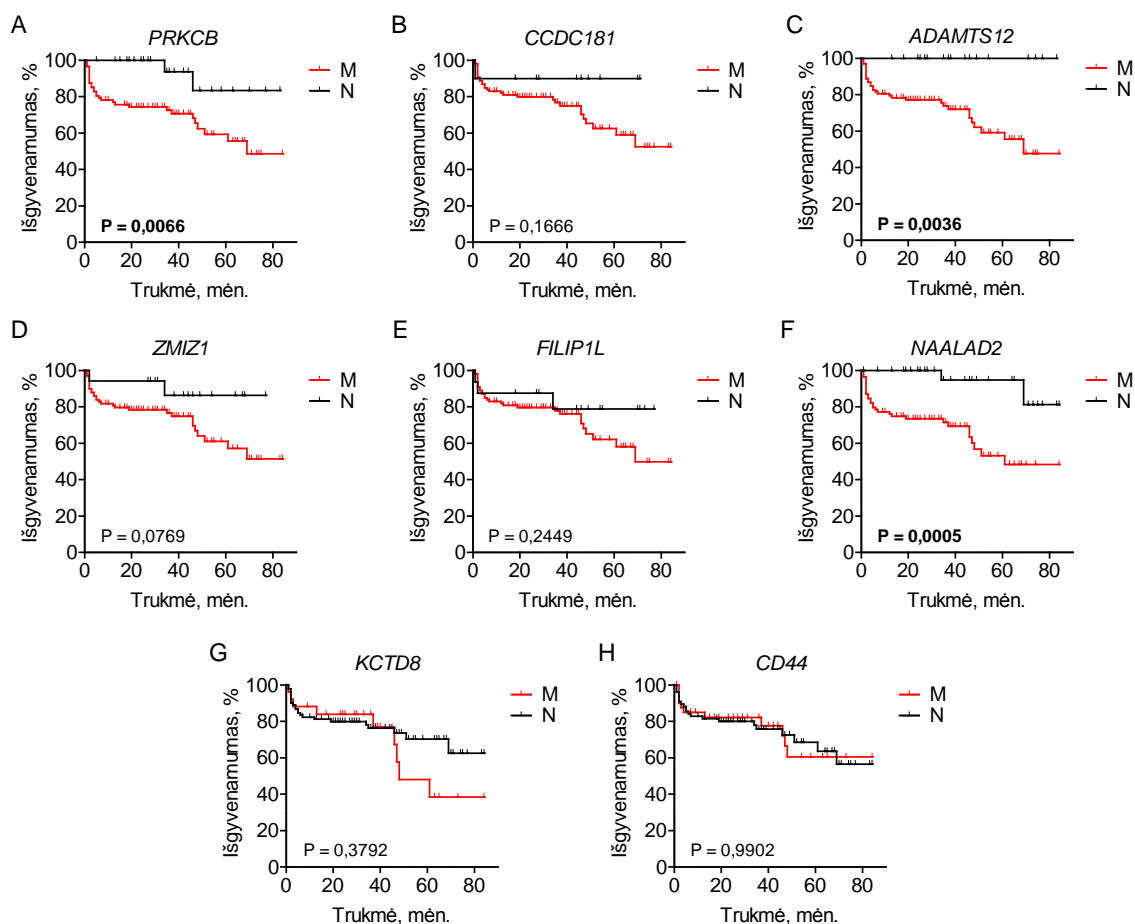 A
PRKCB
Išgyvenamumas, %
100
80
60
40
20
0
P = 0,0066
M
N
0 20 40 60 80
Trukmė, mėn.
B
CCDC181
Išgyvenamumas, %
100
80
60
40
20
0
P = 0,1666
M
N
0 20 40 60 80
Trukmė, mėn.
C
ADAMTS12
Išgyvenamumas, %
100
80
60
40
20
0
P = 0,0036
M
N
0 20 40 60 80
Trukmė, mėn.
D
ZMIZ1
Išgyvenamumas, %
100
80
60
40
20
0
P = 0,0769
M
N
0 20 40 60 80
Trukmė, mėn.
E
FILIP1L
Išgyvenamumas, %
100
80
60
40
20
0
P = 0,2449
M
N
0 20 40 60 80
Trukmė, mėn.
F
NAALAD2
Išgyvenamumas, %
100
80
60
40
20
0
P = 0,0005
M
N
0 20 40 60 80
Trukmė, mėn.
G
KCTD8
Išgyvenamumas, %
100
80
60
40
20
0
P = 0,3792
M
N
0 20 40 60 80
Trukmė, mėn.
H
CD44
Išgyvenamumas, %
100
80
60
40
20
0
P = 0,9902
M
N
0 20 40 60 80
Trukmė, mėn.